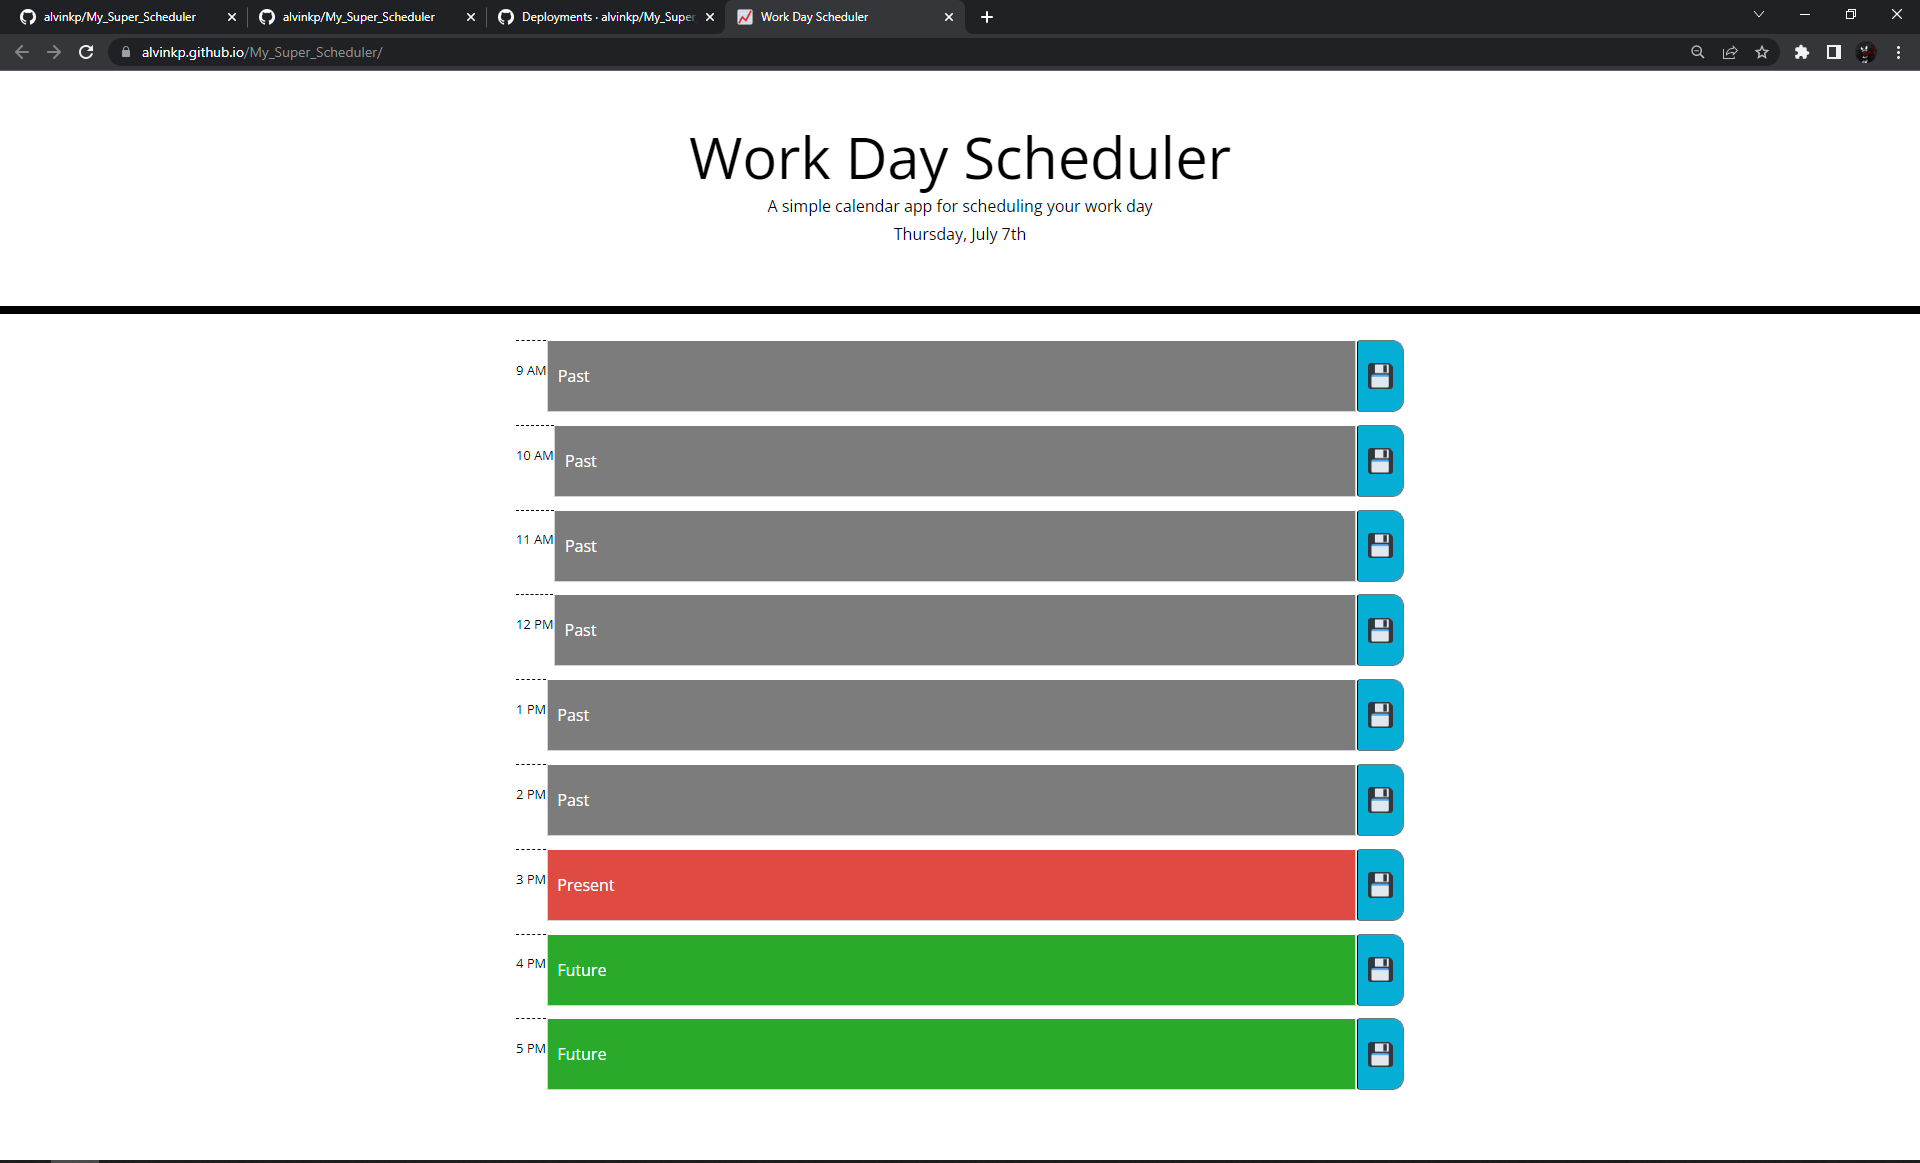 alvinkp/My_Super_Scheduler
alvinkp/My_Super_Scheduler
Deployments · alvinkp/My_Super
Work Day Scheduler
alvinkp.github.io/My_Super_Scheduler/
Work Day Scheduler
A simple calendar app for scheduling your work day
Thursday, July 7th
9 AM Past
10 AM Past
11 AM Past
12 PM Past
1 PM Past
2 PM Past
3 PM Present
4 PM Future
5 PM Future